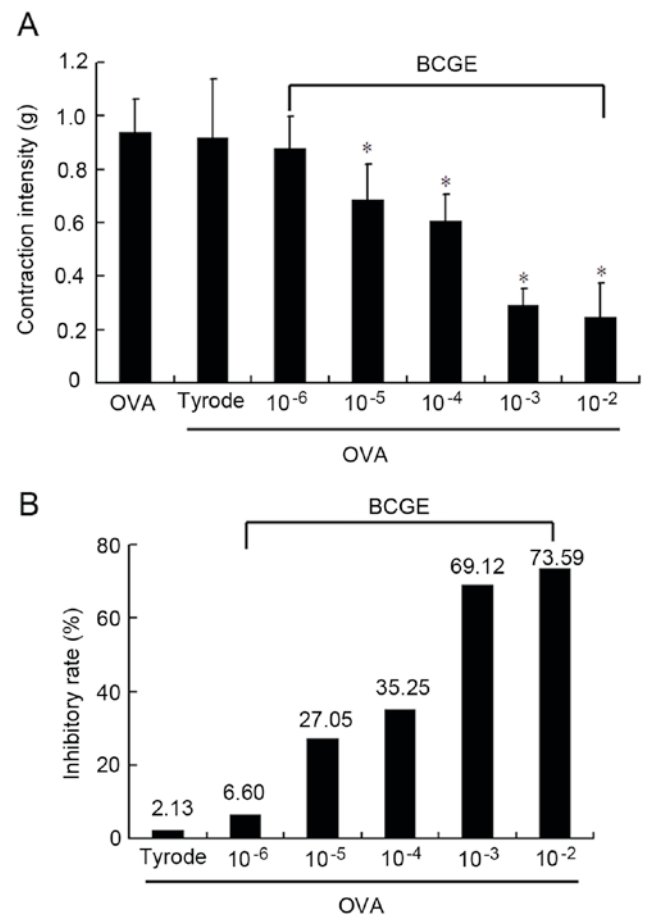 A
BCGE
Contraction intensity (g)
1.2
1.0
0.8
0.6
0.4
0.2
0
* * * *
OVA Tyrode 10-6 10-5 10-4 10-3 10-2
OVA
B
BCGE
Inhibitory rate (%)
80
60
40
20
0
2.13 6.60 27.05 35.25 69.12 73.59
Tyrode 10-6 10-5 10-4 10-3 10-2
OVA